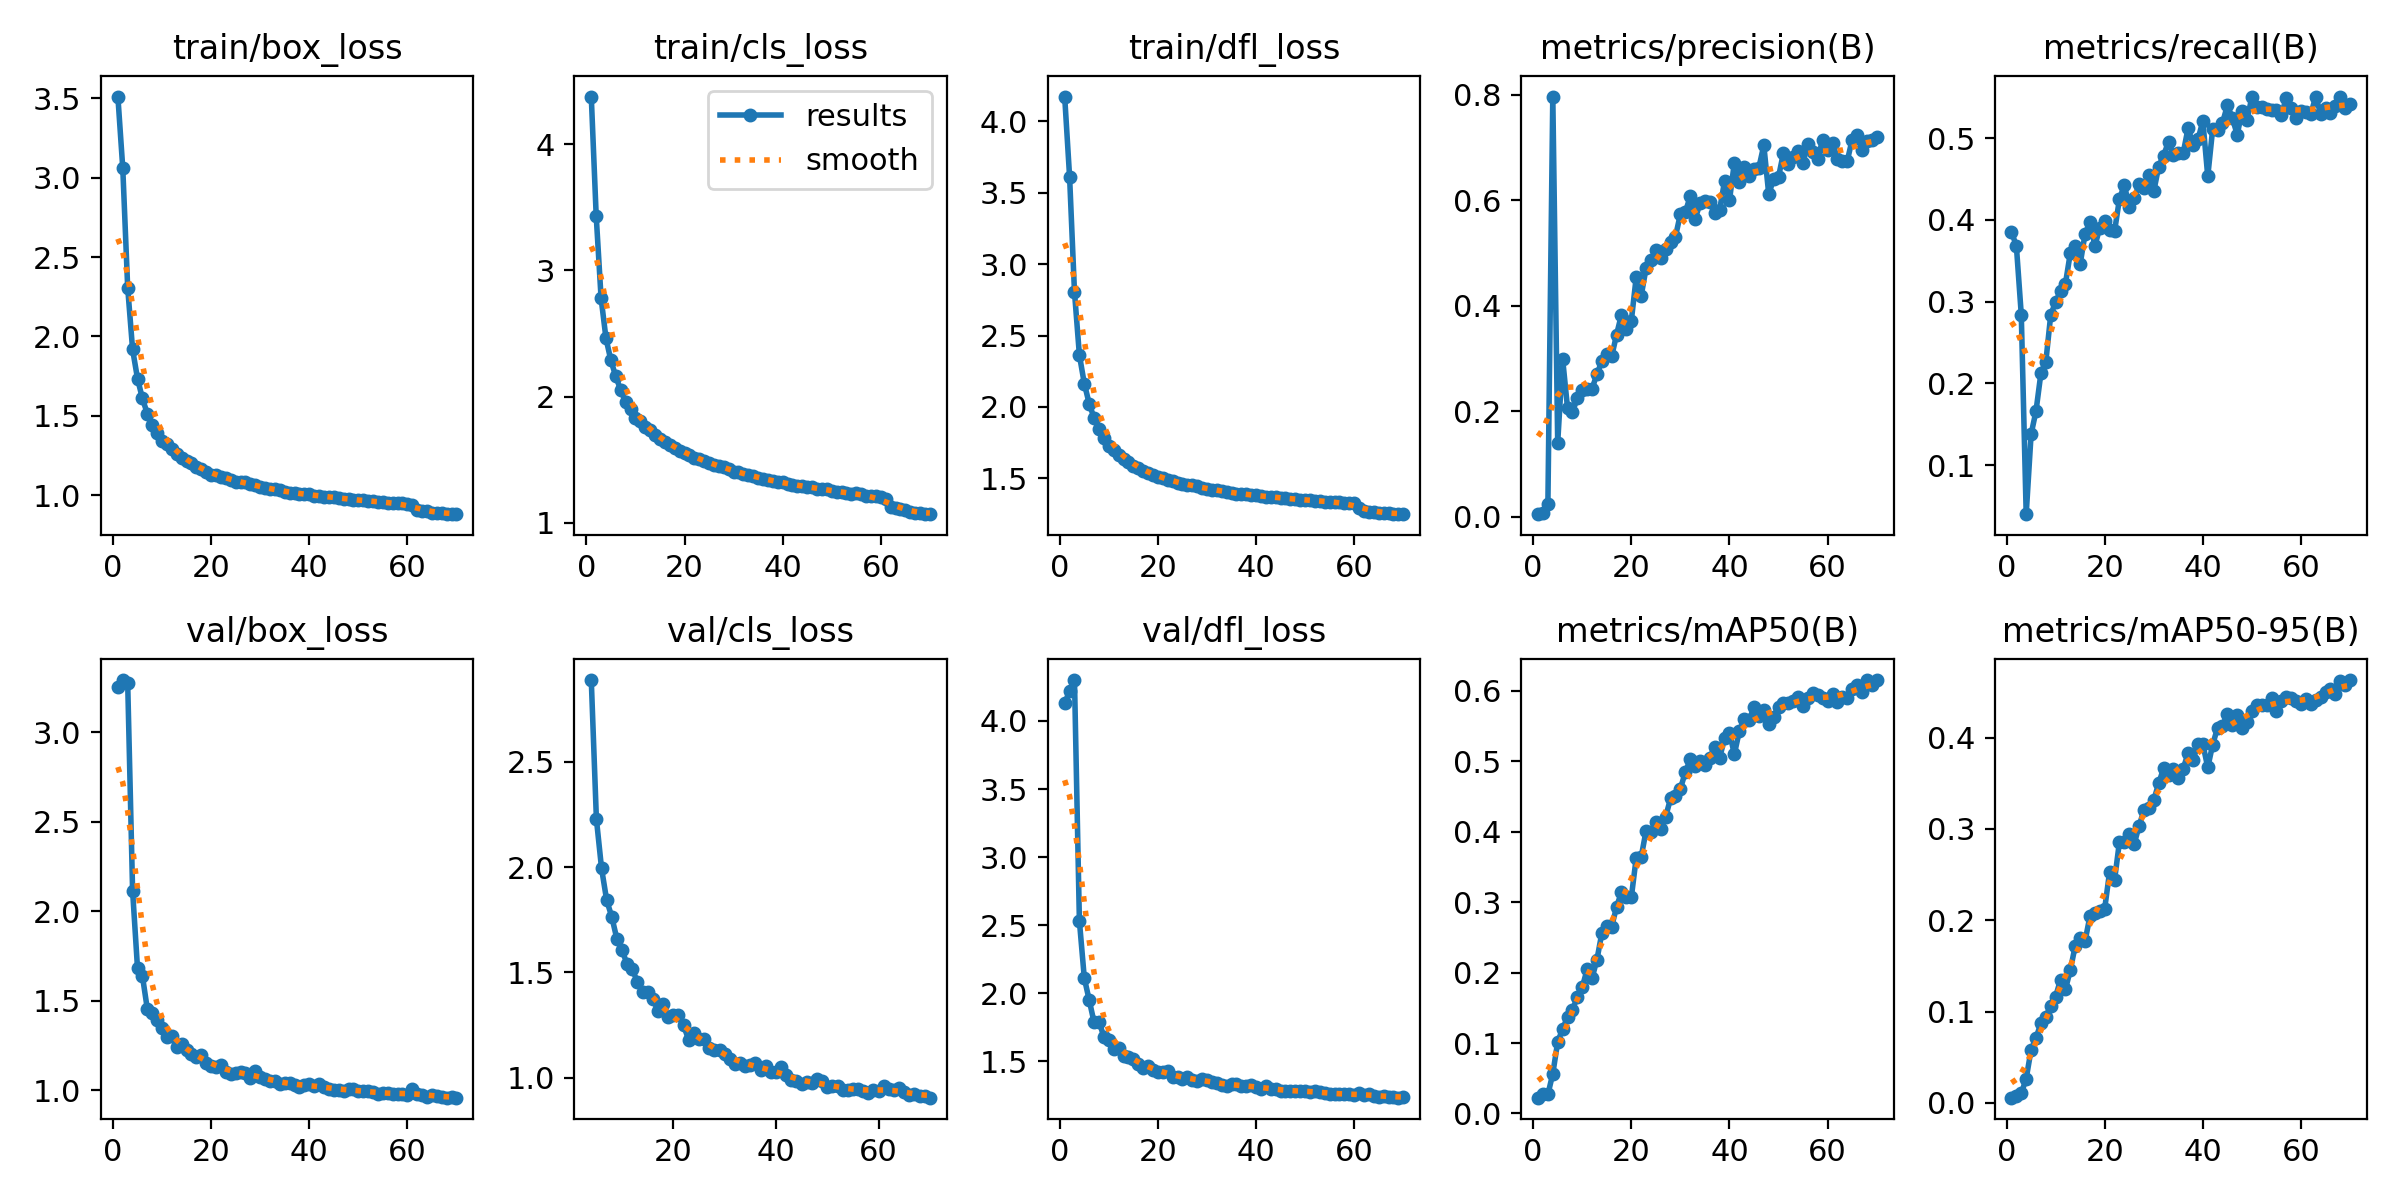 train/box_loss
train/cls_loss
train/dfl_loss
metrics/precision(B)
metrics/recall(B)
3.5
3.0
2.5
2.0
1.5
1.0
0 20 40 60
results
smooth
4
3
2
1
0 20 40 60
4.0
3.5
3.0
2.5
2.0
1.5
0 20 40 60
0.8
0.6
0.4
0.2
0.0
0 20 40 60
0.5
0.4
0.3
0.2
0.1
0 20 40 60
val/box_loss
val/cls_loss
val/dfl_loss
metrics/mAP50(B)
metrics/mAP50-95(B)
3.0
2.5
2.0
1.5
1.0
0 20 40 60
2.5
2.0
1.5
1.0
20 40 60
4.0
3.5
3.0
2.5
2.0
1.5
0 20 40 60
0.6
0.5
0.4
0.3
0.2
0.1
0.0
0 20 40 60
0.4
0.3
0.2
0.1
0.0
0 20 40 60